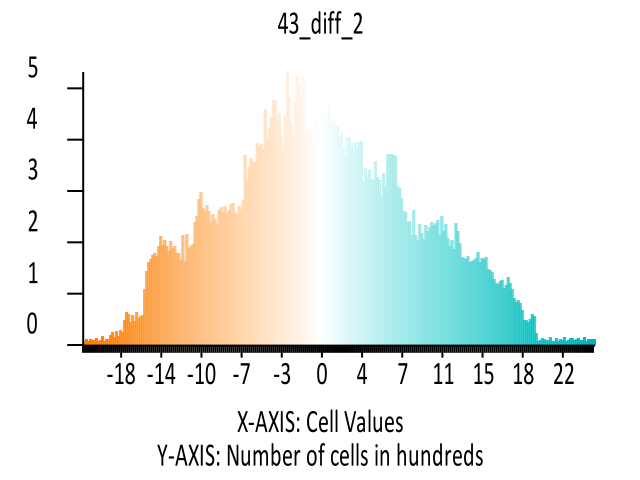 43_diff_2
5
4
3
2
1
0
-18 -14 -10 -7 -3 0 4 7 11 15 18 22
X-AXIS: Cell Values
Y-AXIS: Number of cells in hundreds